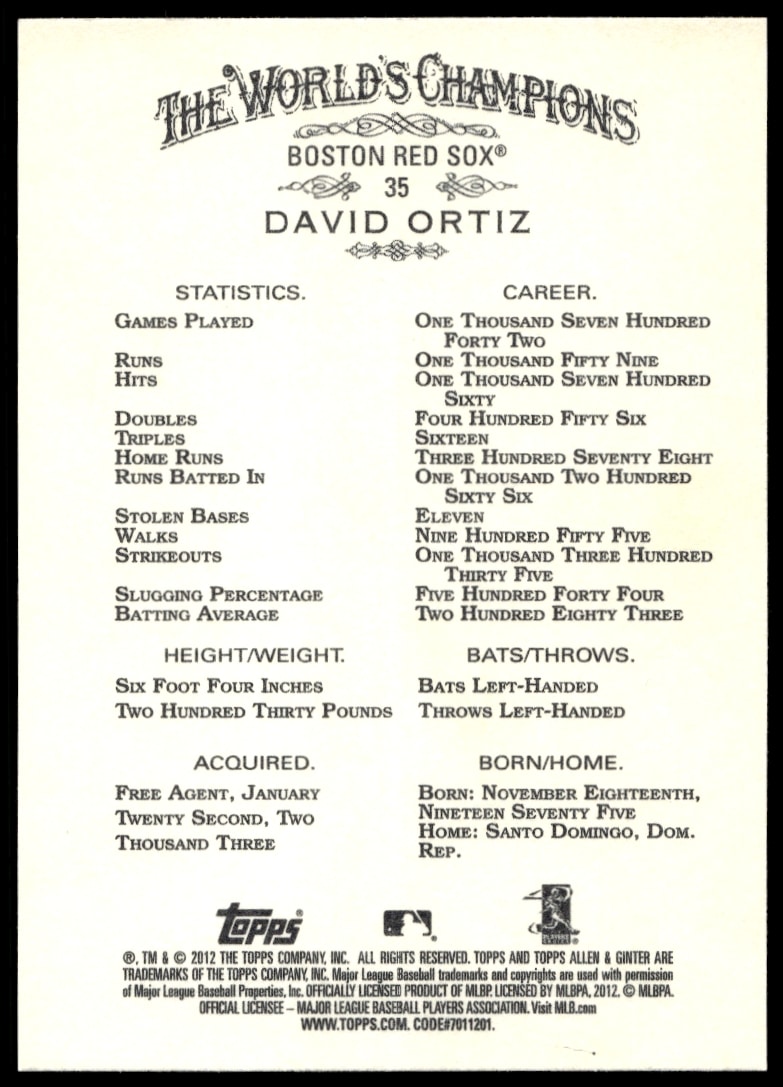 THE WORLD'S CHAMPIONS
BOSTON RED SOX®
35
DAVID ORTIZ
STATISTICS. CAREER.
GAMES PLAYED ONE THOUSAND SEVEN HUNDRED
FORTY TWO
RUNS ONE THOUSAND FIFTY NINE
HITS ONE THOUSAND SEVEN HUNDRED
SIXTY
DOUBLES FOUR HUNDRED FIFTY SIX
TRIPLES SIXTEEN
HOME RUNS THREE HUNDRED SEVENTY EIGHT
RUNS BATTED IN ONE THOUSAND TWO HUNDRED
SIXTY SIX
STOLEN BASES ELEVEN
WALKS NINE HUNDRED FIFTY FIVE
STRIKEOUTS ONE THOUSAND THREE HUNDRED
THIRTY FIVE
SLUGGING PERCENTAGE FIVE HUNDRED FORTY FOUR
BATTING AVERAGE TWO HUNDRED EIGHTY THREE
HEIGHT/WEIGHT. BATS/THROWS.
SIX FOOT FOUR INCHES BATS LEFT-HANDED
TWO HUNDRED THIRTY POUNDS THROWS LEFT-HANDED
ACQUIRED. BORN/HOME.
FREE AGENT, JANUARY
TWENTY SECOND, TWO
THOUSAND THREE
BORN: NOVEMBER EIGHTEENTH,
NINETEEN SEVENTY FIVE
HOME: SANTO DOMINGO, DOM.
REP.
Topps®
®, TM & © 2012 THE TOPPS COMPANY, INC. ALL RIGHTS RESERVED. TOPPS AND TOPPS ALLEN & GINTER ARE
TRADEMARKS OF THE TOPPS COMPANY, INC. Major League Baseball trademarks and copyrights are used with permission
of Major League Baseball Properties, Inc. OFFICIALLY LICENSED PRODUCT OF MLBP. LICENSED BY MLBPA, 2012. © MLBPA.
OFFICIAL LICENSEE – MAJOR LEAGUE BASEBALL PLAYERS ASSOCIATION. Visit MLB.com
WWW.TOPPS.COM. CODE#7011201.